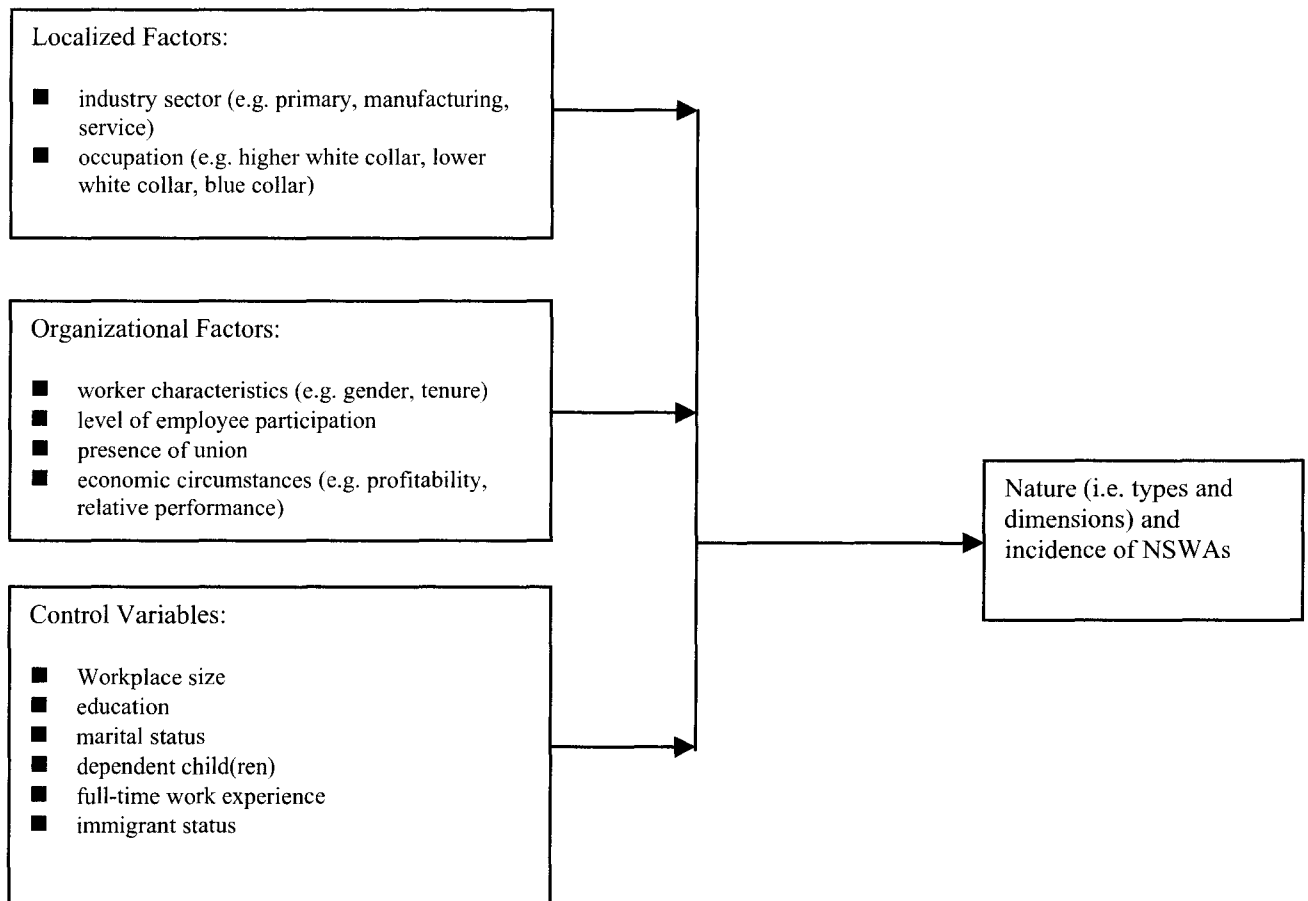 Localized Factors:
■ industry sector (e.g. primary, manufacturing,
service)
■ occupation (e.g. higher white collar, lower
white collar, blue collar)
Organizational Factors:
■ worker characteristics (e.g. gender, tenure)
■ level of employee participation
■ presence of union
■ economic circumstances (e.g. profitability,
relative performance)
Control Variables:
■ Workplace size
■ education
■ marital status
■ dependent child(ren)
■ full-time work experience
■ immigrant status
Nature (i.e. types and
dimensions) and
incidence of NSWAs